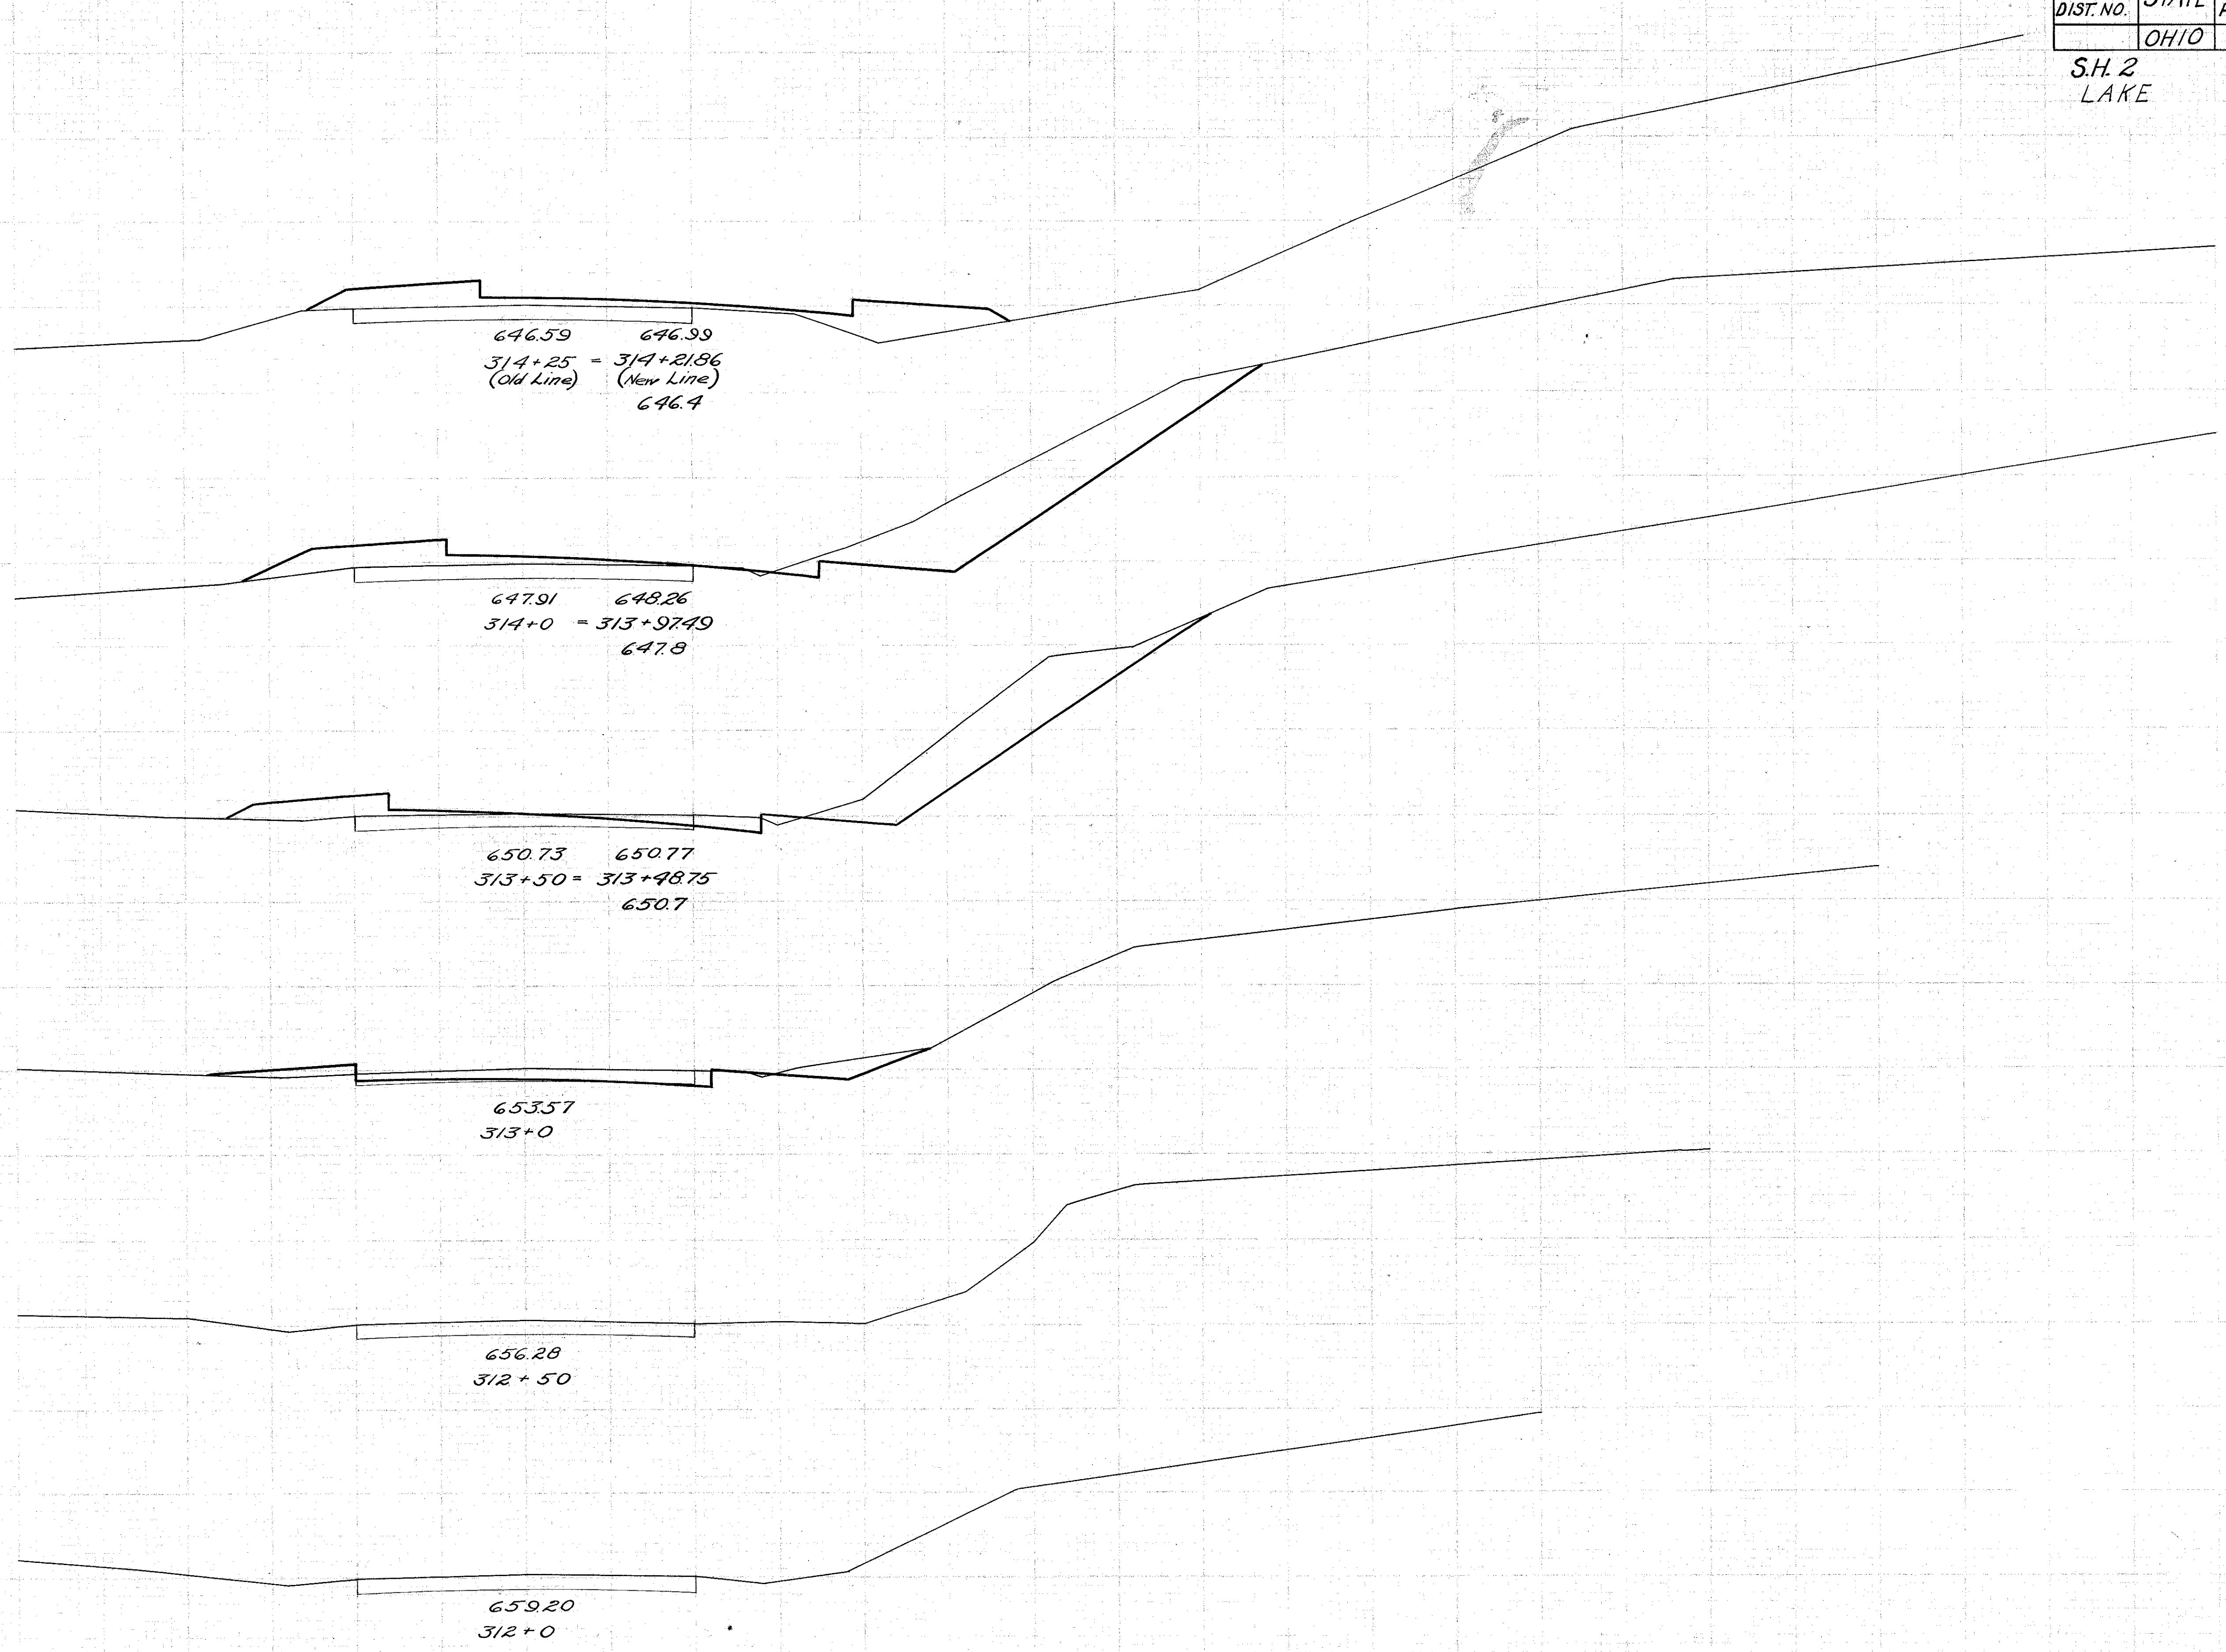 DIST. NO. STATE
OHIO
S.H. 2
LAKE
646.59 646.99
314+25 = 314+21.86
(Old Line) (New Line)
646.4
647.91 648.26
314+0 = 313+97.49
647.8
650.73 650.77
313+50 = 313+48.75
650.7
653.57
313+0
656.28
312+50
659.20
312+0